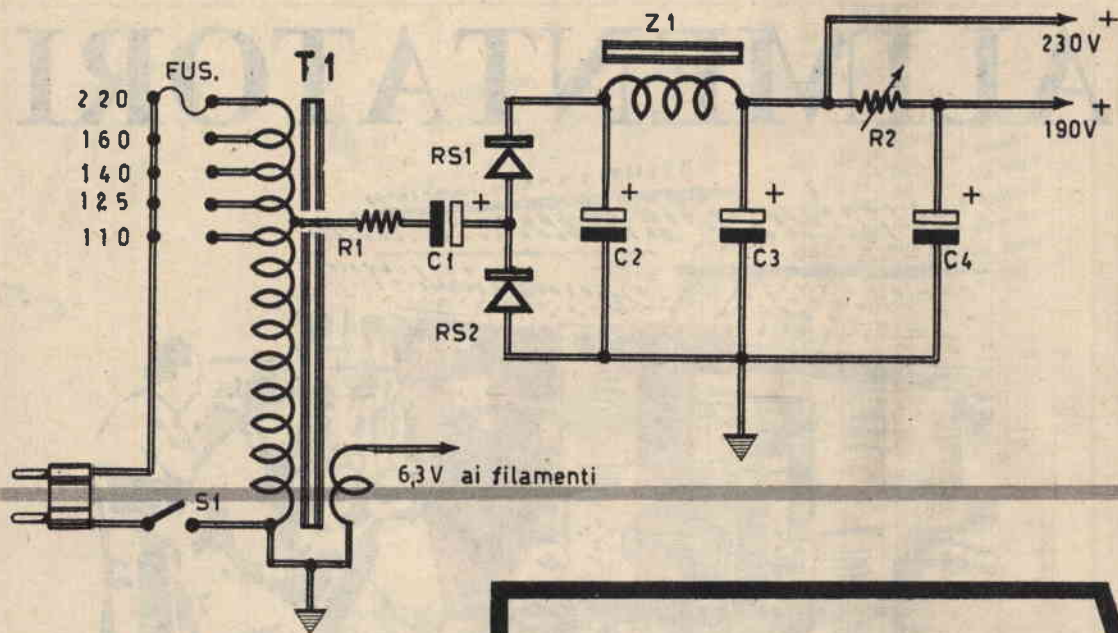 ALIMENTATORI
Z1
+
230V
FUS.
T1
220
+
190V
160
RS1
R2
140
+
+
+
125
+
110
R1
C1
C2
C3
C4
RS2
6,3V ai filamenti
S1